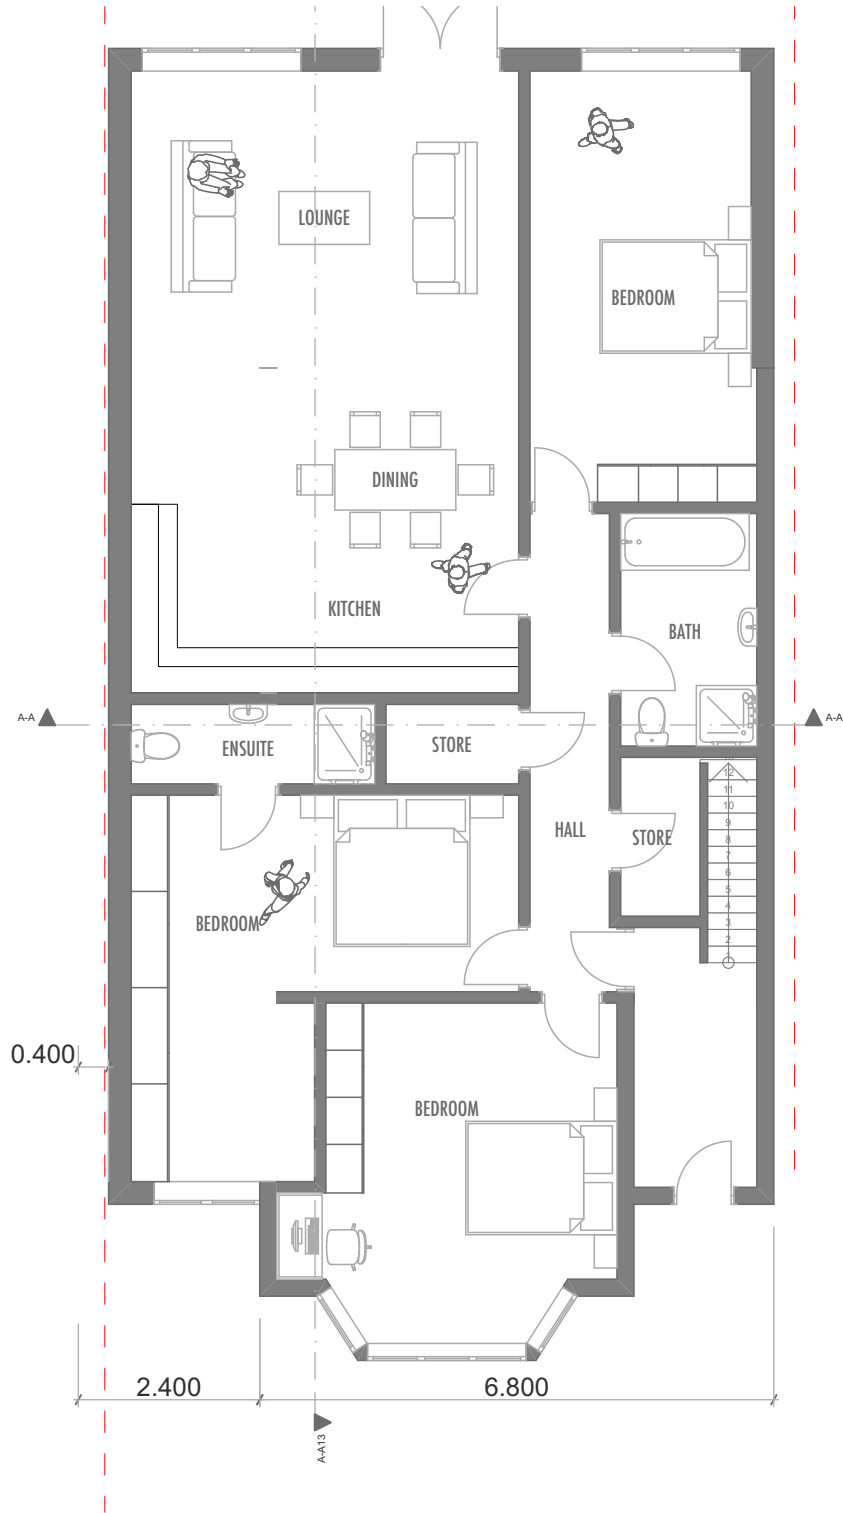 LOUNGE
BEDROOM
DINING
KITCHEN
BATH
A-A
A-A
ENSUITE
STORE
12
11
10
9
8
7
6
5
4
3
2
HALL
STORE
BEDROOM
0.400
BEDROOM
2.400
6.800
A-A13